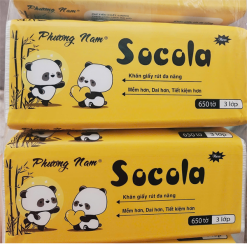 Phương Nam®
Socola
New
Khăn giấy rút đa năng
Mềm hơn, Dai hơn, Tiết kiệm hơn
650 tờ 3 lớp
Phương Nam®
Socola
New
Khăn giấy rút đa năng
Mềm hơn, Dai hơn, Tiết kiệm hơn
650 tờ 3 lớp